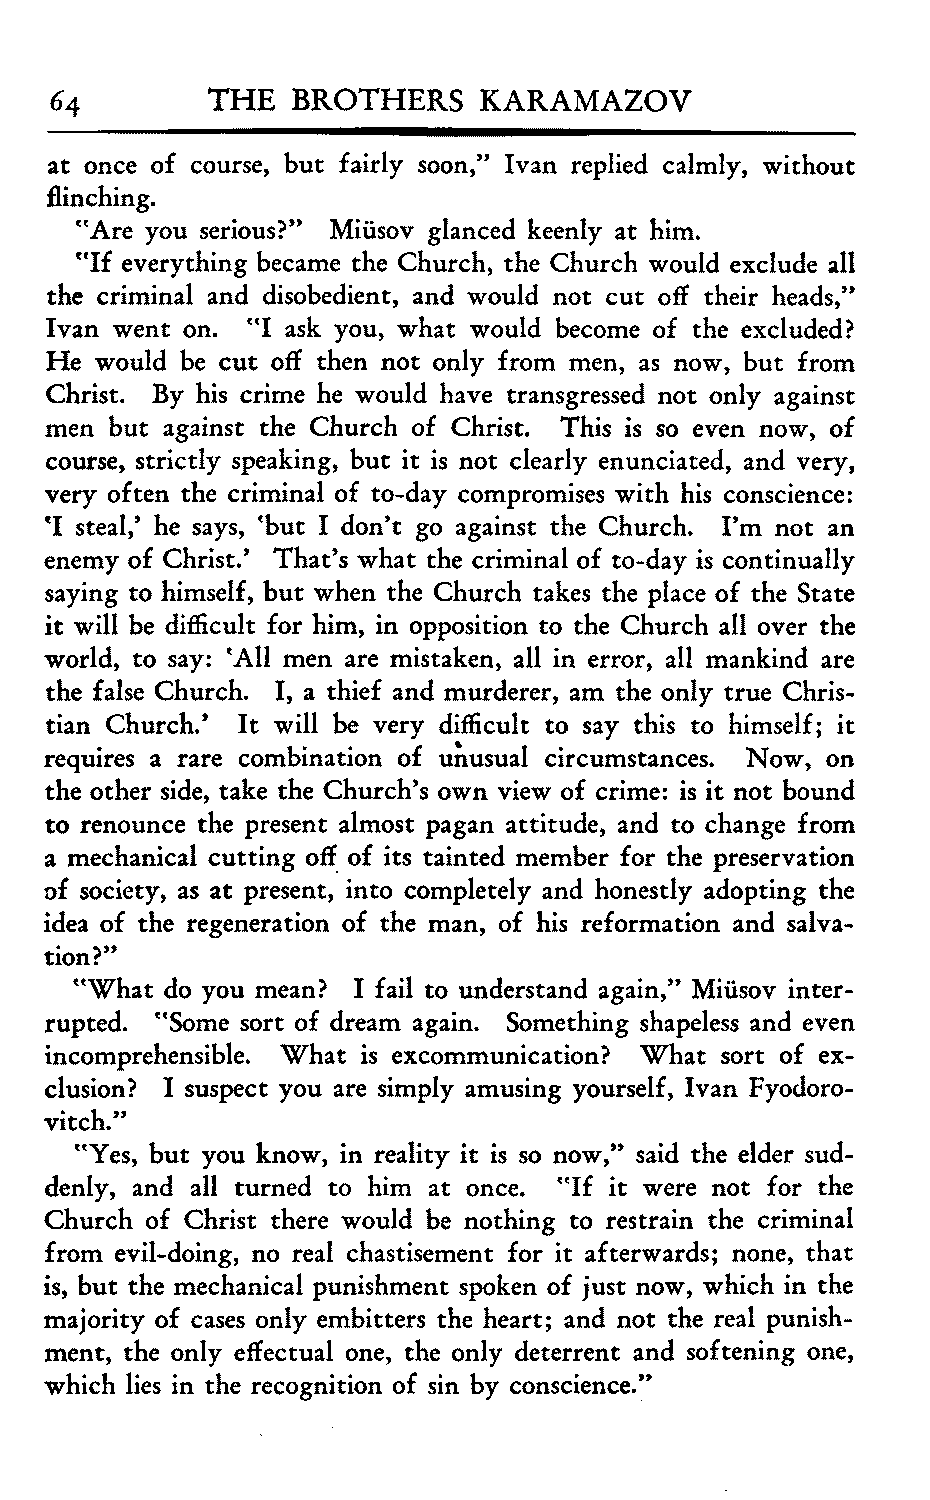 64 THE BROTHERS KARAMAZOV
at once of course, but fairly soon,” Ivan replied calmly, without
flinching.
“Are you serious?” Miüsov glanced keenly at him.
“If everything became the Church, the Church would exclude all
the criminal and disobedient, and would not cut off their heads,”
Ivan went on. “I ask you, what would become of the excluded?
He would be cut off then not only from men, as now, but from
Christ. By his crime he would have transgressed not only against
men but against the Church of Christ. This is so even now, of
course, strictly speaking, but it is not clearly enunciated, and very,
very often the criminal of to-day compromises with his conscience:
‘I steal,’ he says, ‘but I don’t go against the Church. I’m not an
enemy of Christ.’ That’s what the criminal of to-day is continually
saying to himself, but when the Church takes the place of the State
it will be difficult for him, in opposition to the Church all over the
world, to say: ‘All men are mistaken, all in error, all mankind are
the false Church. I, a thief and murderer, am the only true Chris-
tian Church.’ It will be very difficult to say this to himself; it
requires a rare combination of unusual circumstances. Now, on
the other side, take the Church’s own view of crime: is it not bound
to renounce the present almost pagan attitude, and to change from
a mechanical cutting off of its tainted member for the preservation
of society, as at present, into completely and honestly adopting the
idea of the regeneration of the man, of his reformation and salva-
tion?”
“What do you mean? I fail to understand again,” Miüsov inter-
rupted. “Some sort of dream again. Something shapeless and even
incomprehensible. What is excommunication? What sort of ex-
clusion? I suspect you are simply amusing yourself, Ivan Fyodoro-
vitch.”
“Yes, but you know, in reality it is so now,” said the elder sud-
denly, and all turned to him at once. “If it were not for the
Church of Christ there would be nothing to restrain the criminal
from evil-doing, no real chastisement for it afterwards; none, that
is, but the mechanical punishment spoken of just now, which in the
majority of cases only embitters the heart; and not the real punish-
ment, the only effectual one, the only deterrent and softening one,
which lies in the recognition of sin by conscience.”